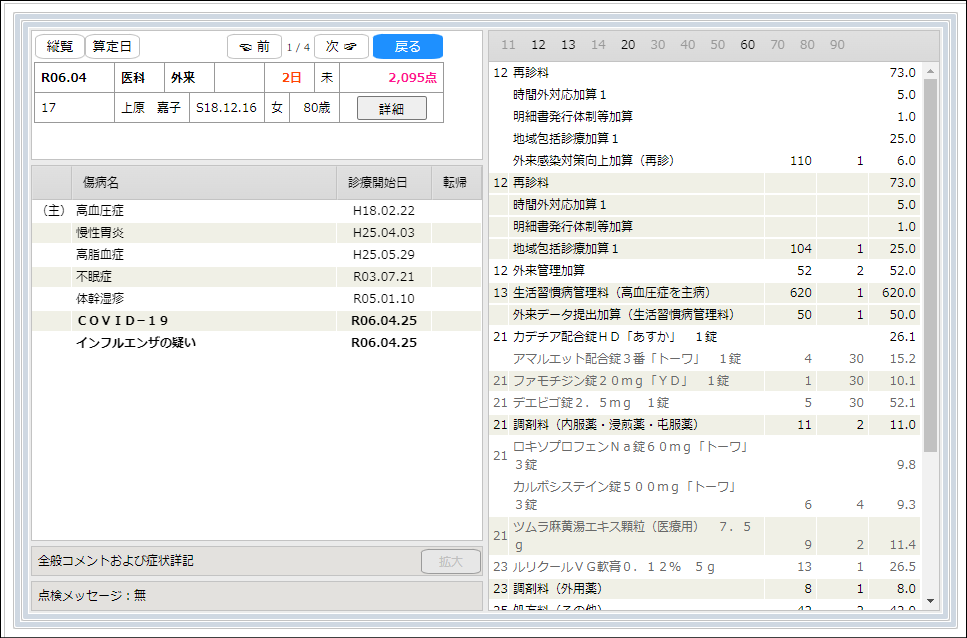 縦覧 算定日 前 1 / 4 次 戻る
R06.04 医科 外来 2日 未 2,095点
17 上原 嘉子 S18.12.16 女 80歳 詳細
傷病名 診療開始日 転帰
(主) 高血圧症 H18.02.22
慢性胃炎 H25.04.03
高脂血症 H25.05.29
不眠症 R03.07.21
体幹湿疹 R05.01.10
ＣＯＶＩＤ－１９ R06.04.25
インフルエンザの疑い R06.04.25
全般コメントおよび症状詳記 拡大
点検メッセージ：無
11 12 13 14 20 30 40 50 60 70 80 90
12 再診料 73.0
時間外対応加算１ 5.0
明細書発行体制等加算 1.0
地域包括診療加算１ 25.0
外来感染対策向上加算（再診） 110 1 6.0
12 再診料 73.0
時間外対応加算１ 5.0
明細書発行体制等加算 1.0
地域包括診療加算１ 104 1 25.0
12 外来管理加算 52 2 52.0
13 生活習慣病管理料（高血圧症を主病） 620 1 620.0
外来データ提出加算（生活習慣病管理料） 50 1 50.0
21 カデチア配合錠ＨＤ「あすか」　１錠 26.1
アマルエット配合錠３番「トーワ」　１錠 4 30 15.2
21 ファモチジン錠２０ｍｇ「ＹＤ」　１錠 1 30 10.1
21 デエビゴ錠２．５ｍｇ　１錠 5 30 52.1
21 調剤料（内服薬・浸煎薬・屯服薬） 11 2 11.0
21 ロキソプロフェンＮａ錠６０ｍｇ「トーワ」
３錠 9.8
カルボシステイン錠５００ｍｇ「トーワ」
３錠 6 4 9.3
21 ツムラ麻黄湯エキス顆粒（医療用）　７．５
ｇ 9 2 11.4
23 ルリクールＶＧ軟膏０．１２％　５ｇ 13 1 26.5
23 調剤料（外用薬） 8 1 8.0
25 処方料（その他） 42 2 42.0